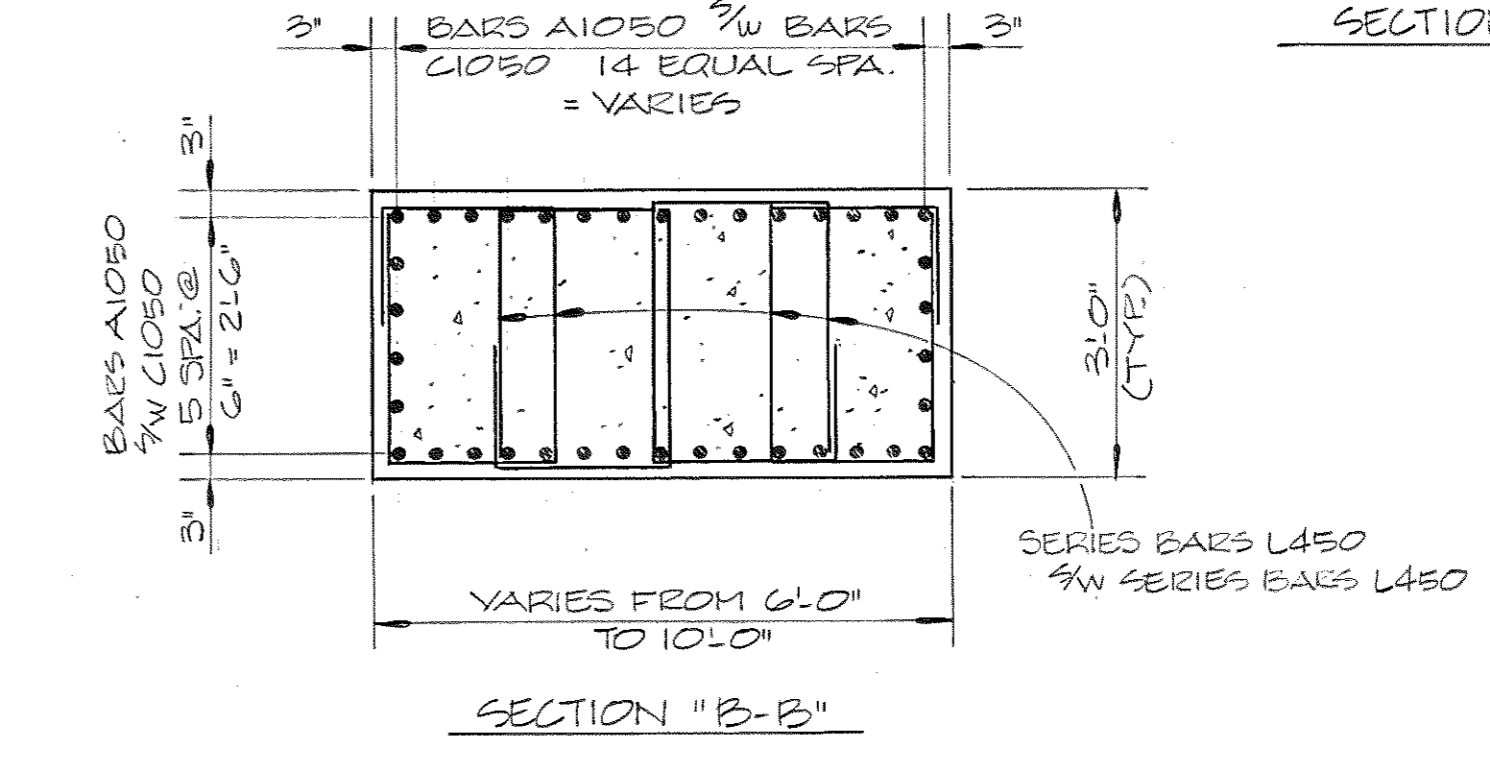 3"
BARS A1050 S/W BARS
C1050 14 EQUAL SPA.
= VARIES
3"
SECTION
3"
BARS A1050
S/W C1050
5 SPA. @
6" = 2'-6"
3"
3'-0"
(TYP.)
SERIES BARS L450
S/W SERIES BARS L450
VARIES FROM 6'-0"
TO 10'-0"
SECTION "B-B"